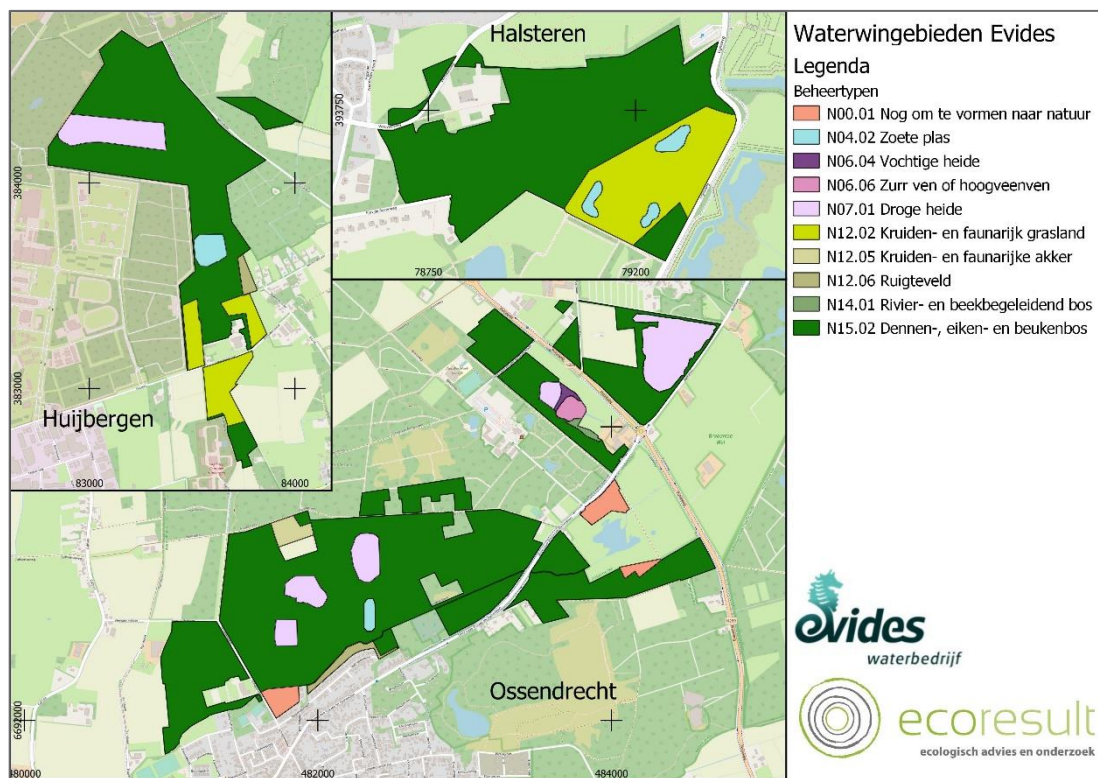 Waterwingebieden Evides
Legenda
Beheertypen
N00.01 Nog om te vormen naar natuur
N04.02 Zoete plas
N06.04 Vochtige heide
N06.06 Zurr ven of hoogveenven
N07.01 Droge heide
N12.02 Kruiden- en faunarijk grasland
N12.05 Kruiden- en faunarijke akker
N12.06 Ruigteveld
N14.01 Rivier- en beekbegeleidend bos
N15.02 Dennen-, eiken- en beukenbos
Halsteren
393750
78750
79200
384000
383000
Huijbergen
83000
84000
Ossendrecht
6692000
480000
482000
484000
evides
waterbedrijf
ecoresult
ecologisch advies en onderzoek